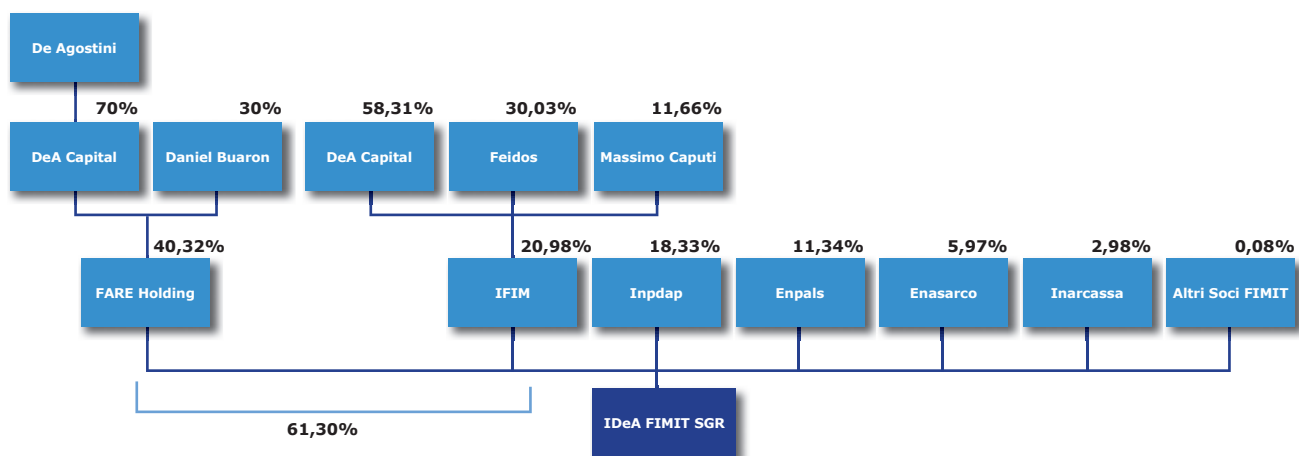 De Agostini
70%
30%
58,31%
30,03%
11,66%
DeA Capital
Daniel Buaron
DeA Capital
Feidos
Massimo Caputi
40,32%
20,98%
18,33%
11,34%
5,97%
2,98%
0,08%
FARE Holding
IFIM
Inpdap
Enpals
Enasarco
Inarcassa
Altri Soci FIMIT
61,30%
IDeA FIMIT SGR